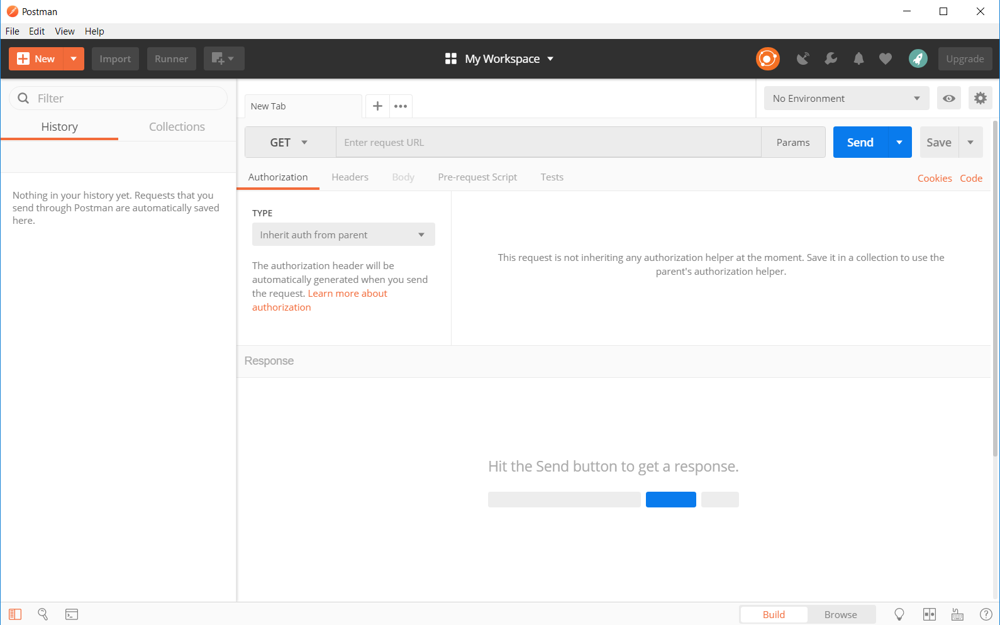 Postman
File Edit View Help
New Import Runner My Workspace Upgrade
Filter
History Collections
Nothing in your history yet. Requests that you
send through Postman are automatically saved
here.
New Tab
No Environment
GET Enter request URL Params Send Save
Authorization Headers Body Pre-request Script Tests Cookies Code
TYPE
Inherit auth from parent
The authorization header will be
automatically generated when you send
the request. Learn more about
authorization
This request is not inheriting any authorization helper at the moment. Save it in a collection to use the
parent's authorization helper.
Response
Hit the Send button to get a response.
Build Browse